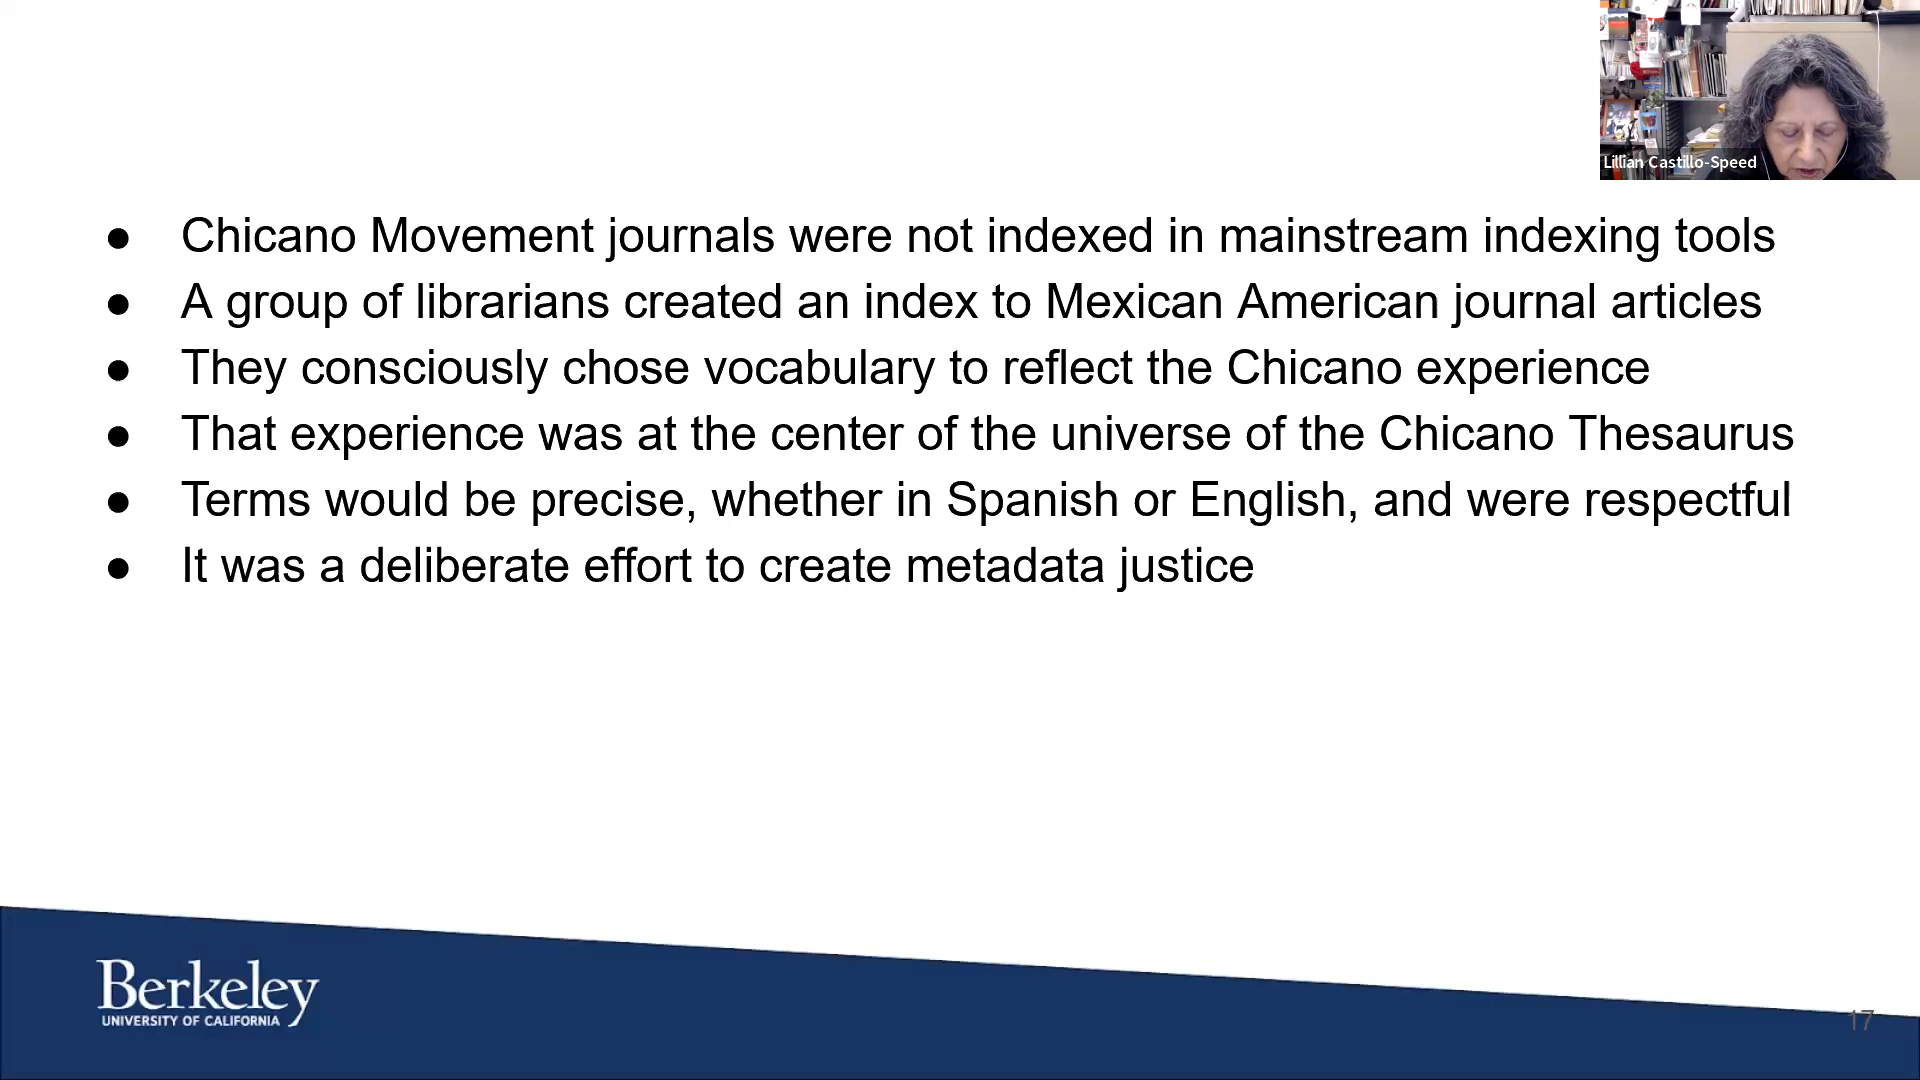 Lillian Castillo-Speed
● Chicano Movement journals were not indexed in mainstream indexing tools
● A group of librarians created an index to Mexican American journal articles
● They consciously chose vocabulary to reflect the Chicano experience
● That experience was at the center of the universe of the Chicano Thesaurus
● Terms would be precise, whether in Spanish or English, and were respectful
● It was a deliberate effort to create metadata justice
Berkeley
UNIVERSITY OF CALIFORNIA
17